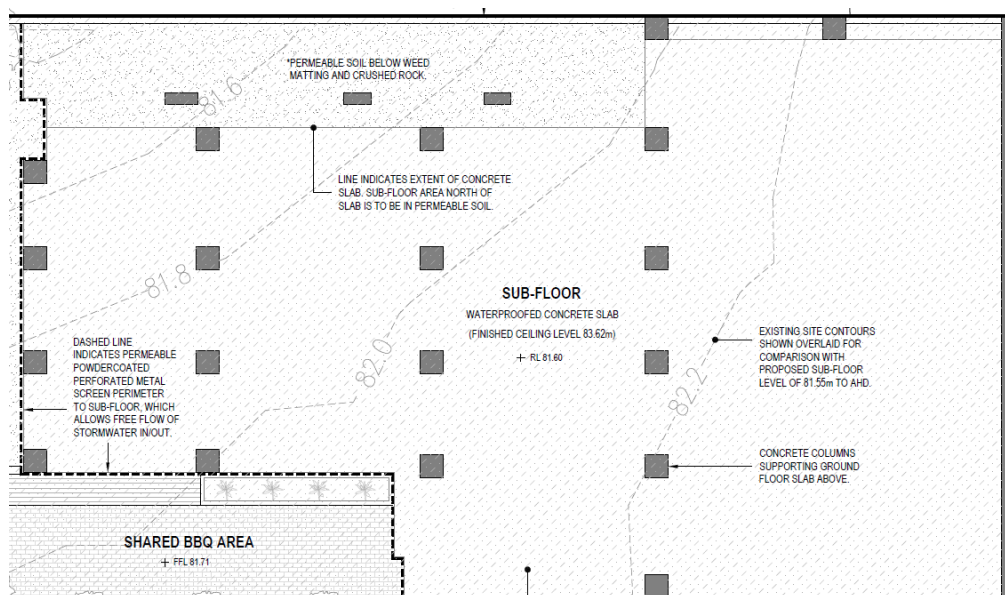 *PERMEABLE SOIL BELOW WEED
MATTING AND CRUSHED ROCK.
81.6
LINE INDICATES EXTENT OF CONCRETE
SLAB. SUB-FLOOR AREA NORTH OF
SLAB IS TO BE IN PERMEABLE SOIL.
81.8
SUB-FLOOR
WATERPROOFED CONCRETE SLAB
(FINISHED CEILING LEVEL 83.62m)
+ RL 81.60
82.0
82.2
EXISTING SITE CONTOURS
SHOWN OVERLAID FOR
COMPARISON WITH
PROPOSED SUB-FLOOR
LEVEL OF 81.55m TO AHD.
DASHED LINE
INDICATES PERMEABLE
POWDERCOATED
PERFORATED METAL
SCREEN PERIMETER
TO SUB-FLOOR, WHICH
ALLOWS FREE FLOW OF
STORMWATER IN/OUT.
CONCRETE COLUMNS
SUPPORTING GROUND
FLOOR SLAB ABOVE.
SHARED BBQ AREA
+ FFL 81.71